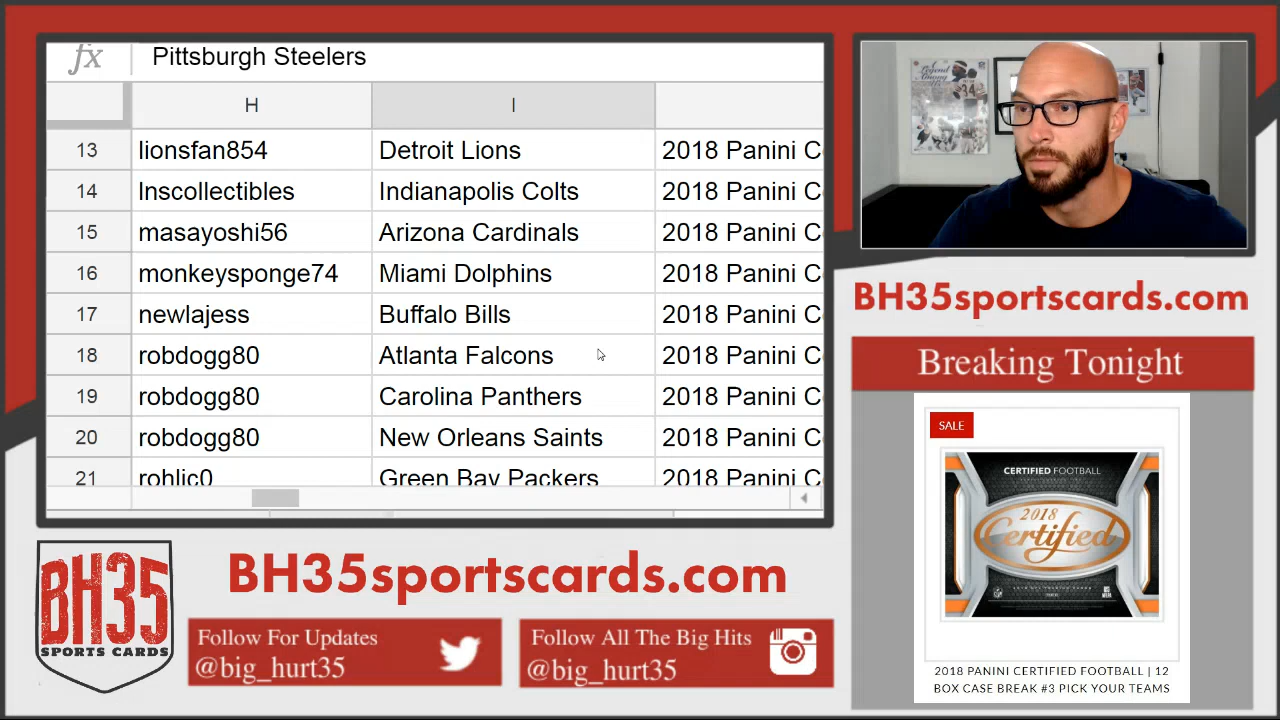 fx Pittsburgh Steelers
H I
13 lionsfan854 Detroit Lions 2018 Panini C
14 lnscollectibles Indianapolis Colts 2018 Panini C
15 masayoshi56 Arizona Cardinals 2018 Panini C
16 monkeysponge74 Miami Dolphins 2018 Panini C
17 newlajess Buffalo Bills 2018 Panini C
18 robdogg80 Atlanta Falcons 2018 Panini C
19 robdogg80 Carolina Panthers 2018 Panini C
20 robdogg80 New Orleans Saints 2018 Panini C
21 rohlic0 Green Bay Packers 2018 Panini C
34
BH35sportscards.com
Breaking Tonight
SALE
CERTIFIED FOOTBALL
2018
Certified
2018 PANINI CERTIFIED FOOTBALL | 12
BOX CASE BREAK #3 PICK YOUR TEAMS
BH35
SPORTS CARDS
BH35sportscards.com
Follow For Updates
@big_hurt35
Follow All The Big Hits
@big_hurt35